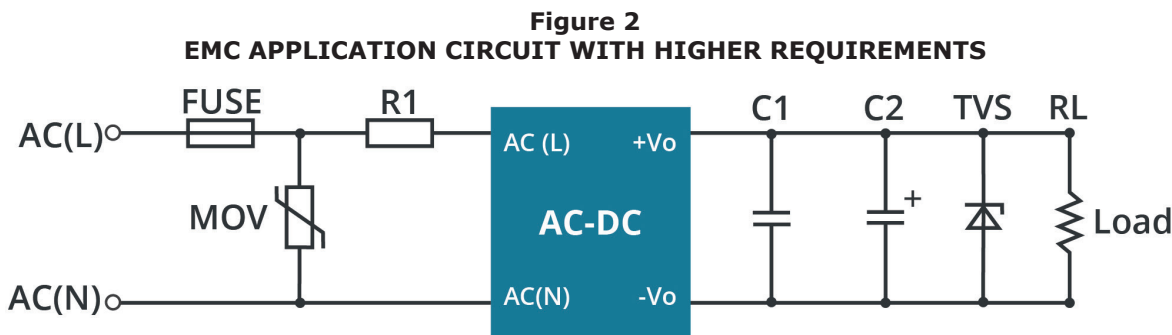 Figure 2
EMC APPLICATION CIRCUIT WITH HIGHER REQUIREMENTS
FUSE R1 C1 C2 TVS RL
AC(L) AC (L) +Vo
MOV AC-DC + Load
AC(N) AC(N) -Vo